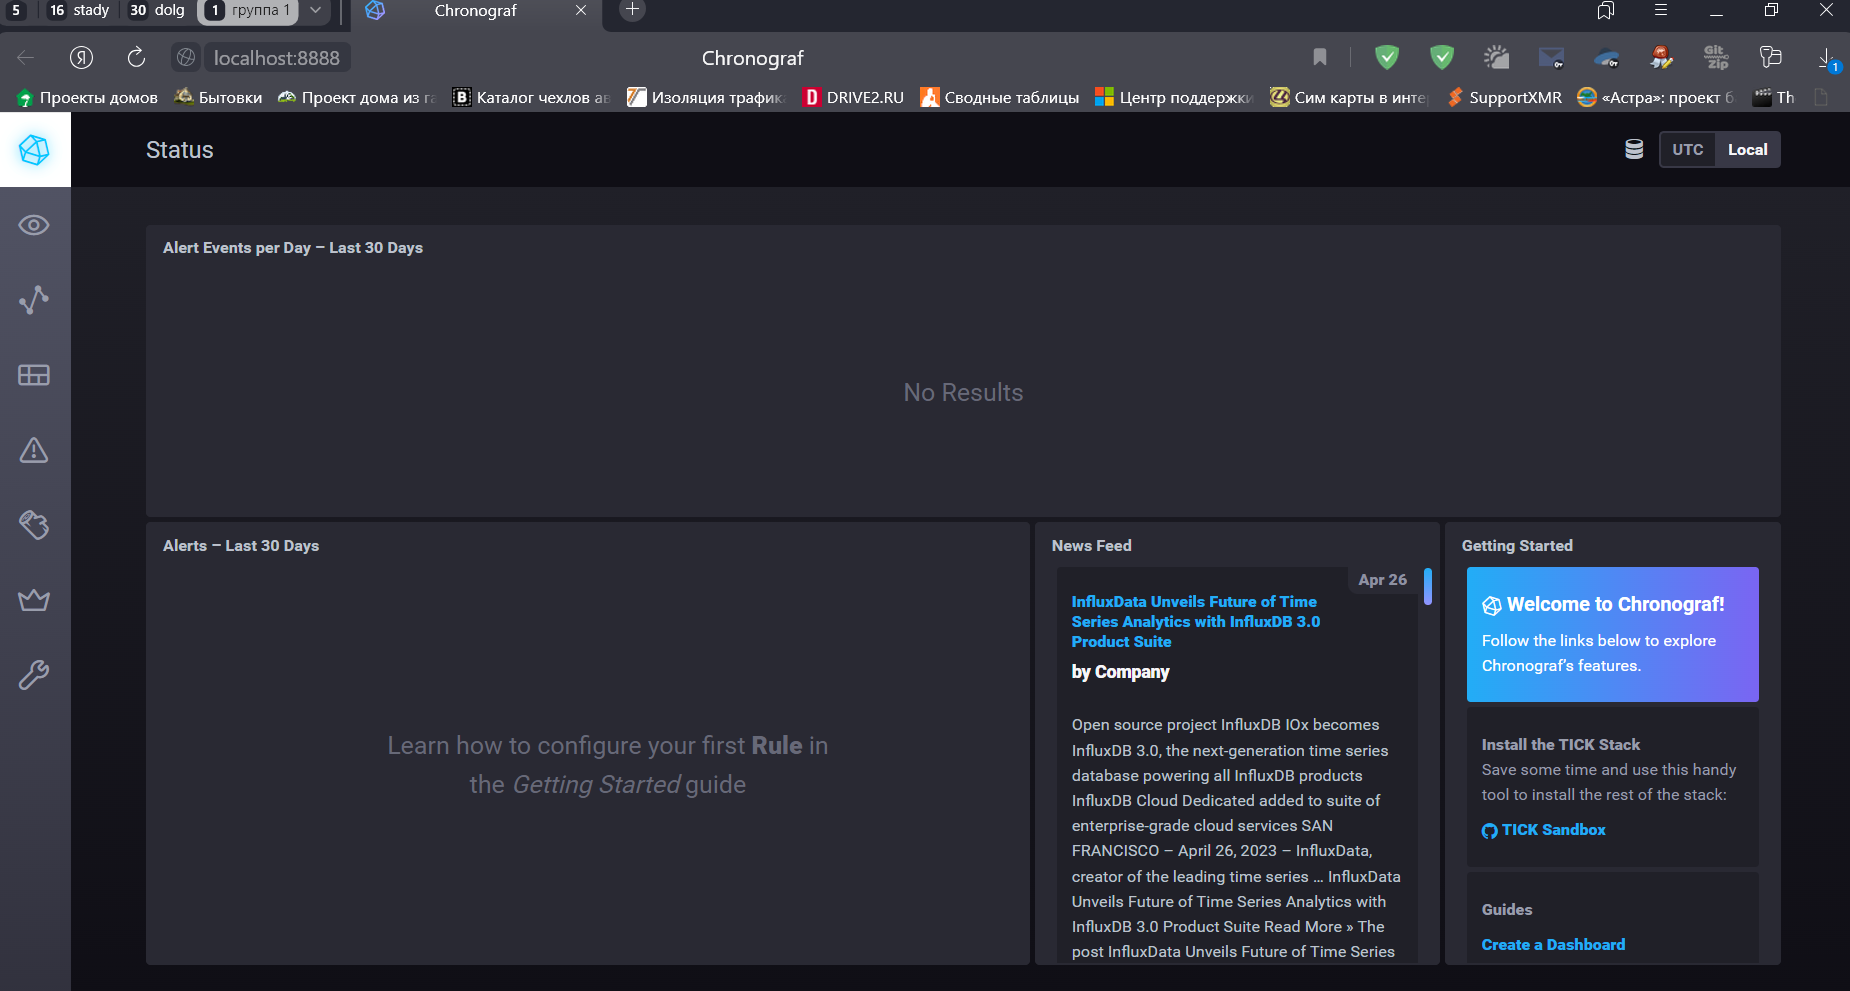 5 16 stady 30 dolg 1 группа 1 Chronograf
localhost:8888 Chronograf
Git Zip
1
Проекты домов Бытовки Проект дома из га Каталог чехлов ав Изоляция трафика DRIVE2.RU Сводные таблицы Центр поддержки Сим карты в инте SupportXMR «Астра»: проект б Th
Status
UTC Local
Alert Events per Day – Last 30 Days
No Results
Alerts – Last 30 Days
Learn how to configure your first Rule in
the Getting Started guide
News Feed
Apr 26
InfluxData Unveils Future of Time
Series Analytics with InfluxDB 3.0
Product Suite
by Company
Open source project InfluxDB IOx becomes
InfluxDB 3.0, the next-generation time series
database powering all InfluxDB products
InfluxDB Cloud Dedicated added to suite of
enterprise-grade cloud services SAN
FRANCISCO – April 26, 2023 – InfluxData,
creator of the leading time series ... InfluxData
Unveils Future of Time Series Analytics with
InfluxDB 3.0 Product Suite Read More » The
post InfluxData Unveils Future of Time Series
Getting Started
Welcome to Chronograf!
Follow the links below to explore
Chronograf’s features.
Install the TICK Stack
Save some time and use this handy
tool to install the rest of the stack:
TICK Sandbox
Guides
Create a Dashboard